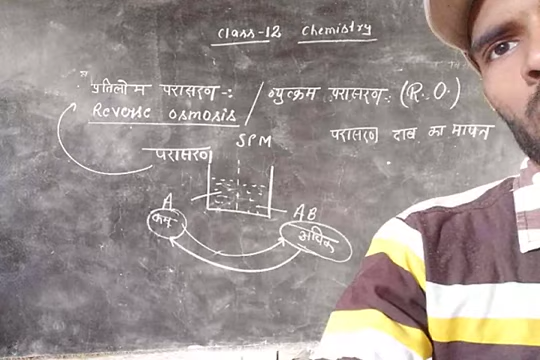 Class-12 Chemistry
" प्रतिलोम परासरण -: / व्युत्क्रम परासरण : (R.O.)
Reverse osmosis
परासरण दाब का मापन
SPM
परासरण
A
कम
AB
अधिक